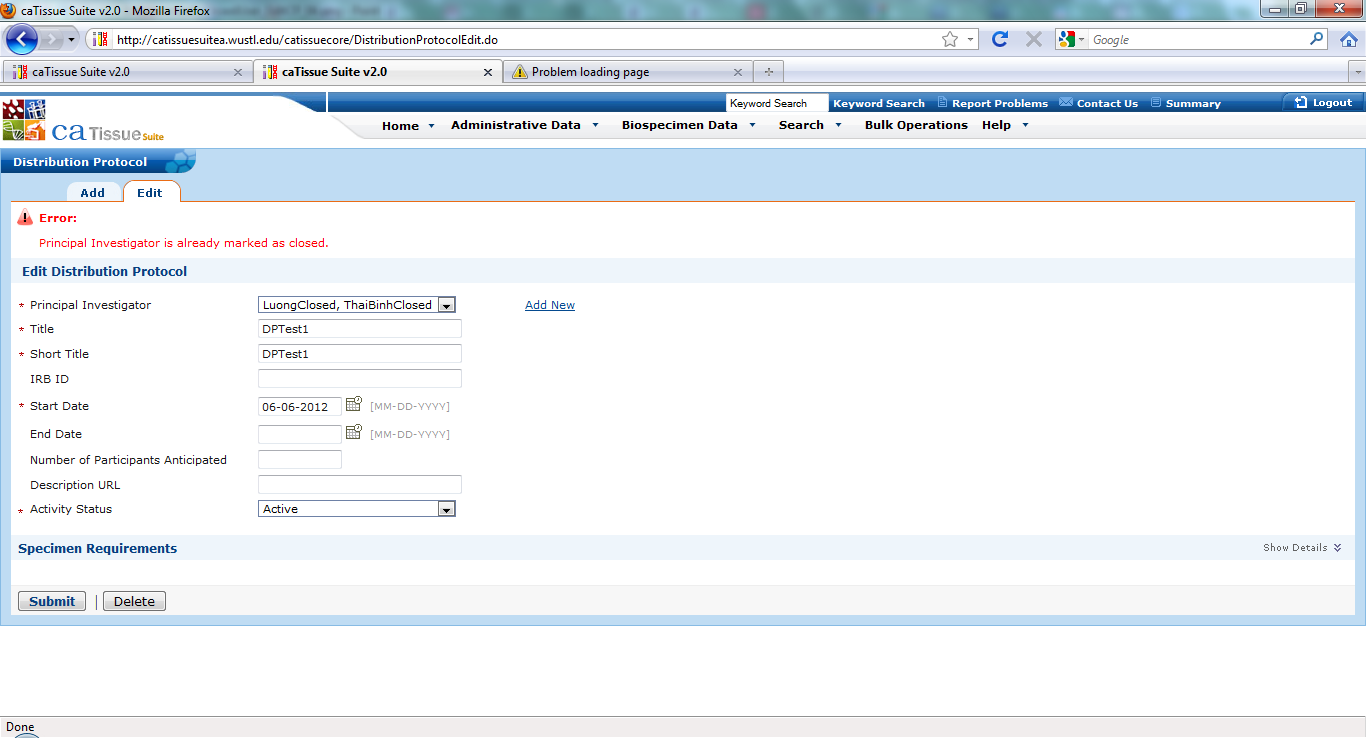 caTissue Suite v2.0 - Mozilla Firefox
http://catissuesuitea.wustl.edu/catissuecore/DistributionProtocolEdit.do
Google
caTissue Suite v2.0
caTissue Suite v2.0
Problem loading page
Keyword Search Keyword Search Report Problems Contact Us Summary Logout
ca Tissue Suite
Home Administrative Data Biospecimen Data Search Bulk Operations Help
Distribution Protocol
Add Edit
Error:
Principal Investigator is already marked as closed.
Edit Distribution Protocol
* Principal Investigator LuongClosed, ThaiBinhClosed Add New
* Title DPTest1
* Short Title DPTest1
IRB ID
* Start Date 06-06-2012 [MM-DD-YYYY]
End Date [MM-DD-YYYY]
Number of Participants Anticipated
Description URL
* Activity Status Active
Specimen Requirements Show Details
Submit | Delete
Done